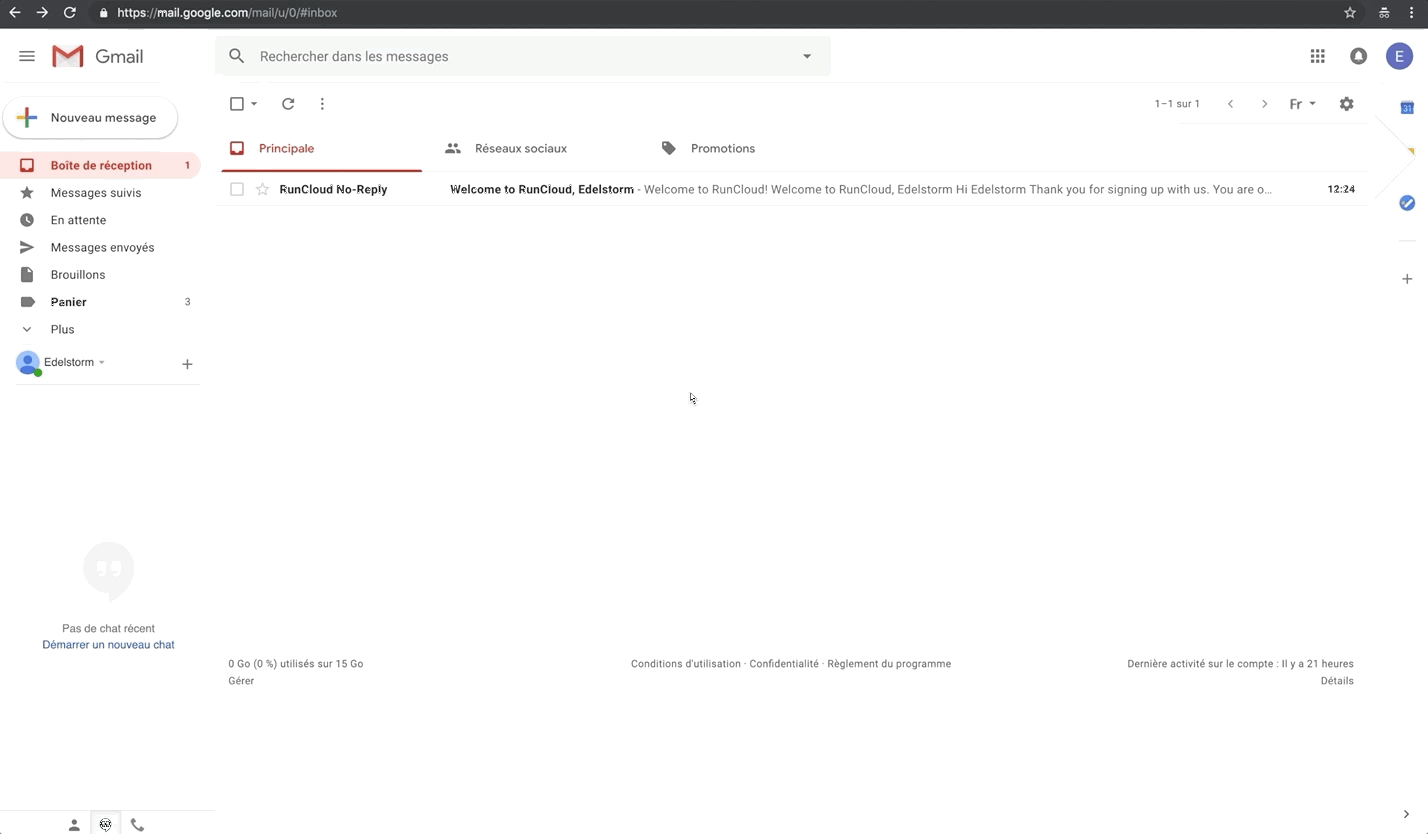 https://mail.google.com/mail/u/0/#inbox
Gmail
Rechercher dans les messages
E
Nouveau message
1–1 sur 1
Fr
31
Principale
Réseaux sociaux
Promotions
Boîte de réception 1
RunCloud No-Reply Welcome to RunCloud, Edelstorm - Welcome to RunCloud! Welcome to RunCloud, Edelstorm Hi Edelstorm Thank you for signing up with us. You are o… 12:24
Messages suivis
En attente
Messages envoyés
Brouillons
Panier 3
Plus
Edelstorm
Pas de chat récent
Démarrer un nouveau chat
0 Go (0 %) utilisés sur 15 Go
Gérer
Conditions d'utilisation · Confidentialité · Règlement du programme
Dernière activité sur le compte : Il y a 21 heures
Détails